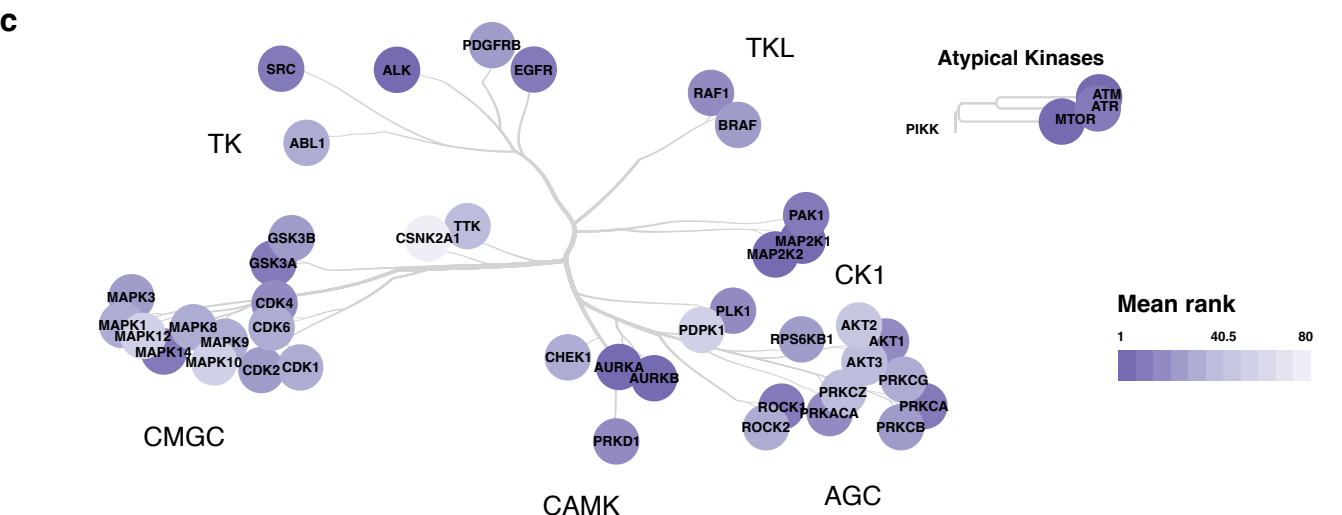 c
PDGFRB
TKL
SRC
ALK
EGFR
Atypical Kinases
RAF1
ATM
ATR
BRAF
MTOR
PIKK
TK
ABL1
PAK1
TTK
GSK3B
CSNK2A1
MAP2K1
MAP2K2
GSK3A
CK1
MAPK3
CDK4
Mean rank
MAPK1
MAPK8
CDK6
PLK1
PDPK1
AKT2
MAPK12
RPS6KB1
AKT1
1 40.5 80
MAPK9
MAPK14
CHEK1
MAPK10
AKT3
CDK2
CDK1
AURKA
AURKB
PRKCG
PRKCZ
ROCK1
PRKCA
PRKACA
ROCK2
PRKCB
CMGC
PRKD1
CAMK
AGC